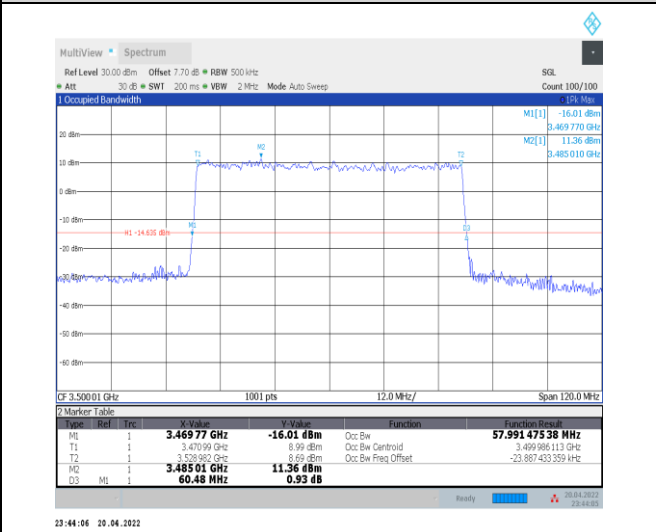 MultiView Spectrum
Ref Level 30.00 dBm Offset 7.70 dB RBW 500 kHz SGL
Att 30 dB SWT 200 ms VBW 2 MHz Mode Auto Sweep Count 100/100
1 Occupied Bandwidth 1Pk Max
M1[1] -16.01 dBm
3.469 770 GHz
M2[1] 11.36 dBm
3.485 010 GHz
20 dBm
10 dBm
0 dBm
-10 dBm
-20 dBm
-30 dBm
-40 dBm
-50 dBm
-60 dBm
T1
M2
T2
M1
D3
H1 -14.635 dBm
CF 3.500 01 GHz 1001 pts 12.0 MHz/ Span 120.0 MHz
2 Marker Table
Type Ref Trc X-Value Y-Value Function Function Result
M1 1 3.469 77 GHz -16.01 dBm Occ Bw 57.991 475 38 MHz
T1 1 3.470 99 GHz 8.99 dBm Occ Bw Centroid 3.499 986 113 GHz
T2 1 3.528 982 GHz 8.69 dBm Occ Bw Freq Offset -23.887 433 359 kHz
M2 1 3.485 01 GHz 11.36 dBm
D3 M1 1 60.48 MHz 0.93 dB
Ready 20.04.2022
23:44:05
23:44:06 20.04.2022